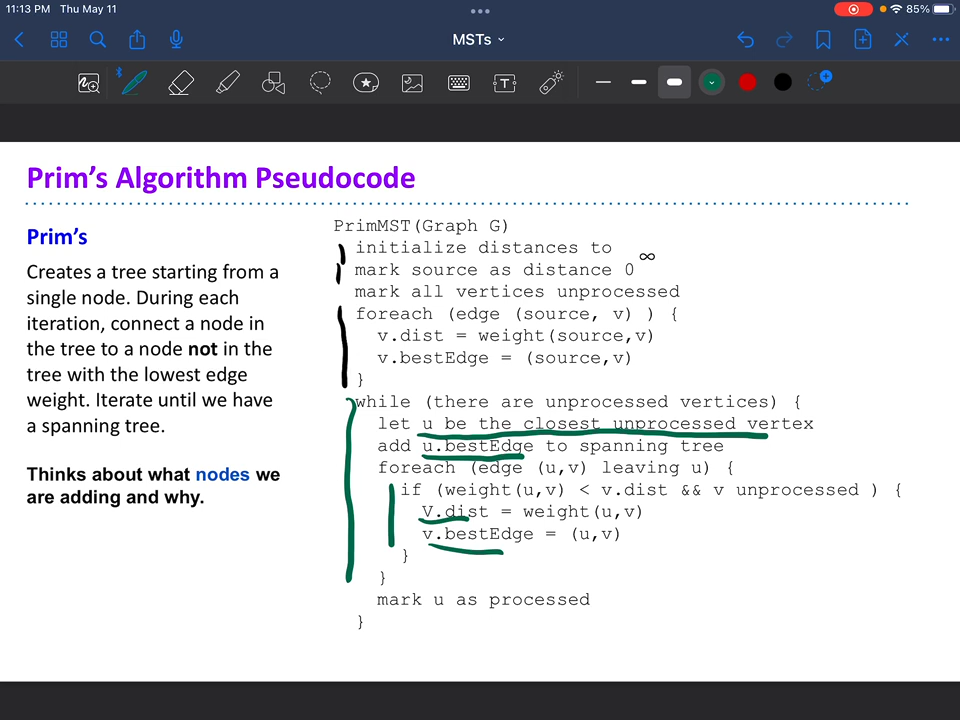 11:13 PM Thu May 11
85%
MSTs
T
Prim's Algorithm Pseudocode
Prim's
Creates a tree starting from a
single node. During each
iteration, connect a node in
the tree to a node not in the
tree with the lowest edge
weight. Iterate until we have
a spanning tree.
Thinks about what nodes we
are adding and why.
PrimMST(Graph G)
initialize distances to
∞
mark source as distance 0
mark all vertices unprocessed
foreach (edge (source, v) ) {
v.dist = weight(source,v)
v.bestEdge = (source,v)
}
while (there are unprocessed vertices) {
let u be the closest unprocessed vertex
add u.bestEdge to spanning tree
foreach (edge (u,v) leaving u) {
if (weight(u,v) < v.dist && v unprocessed ) {
V.dist = weight(u,v)
v.bestEdge = (u,v)
}
}
mark u as processed
}